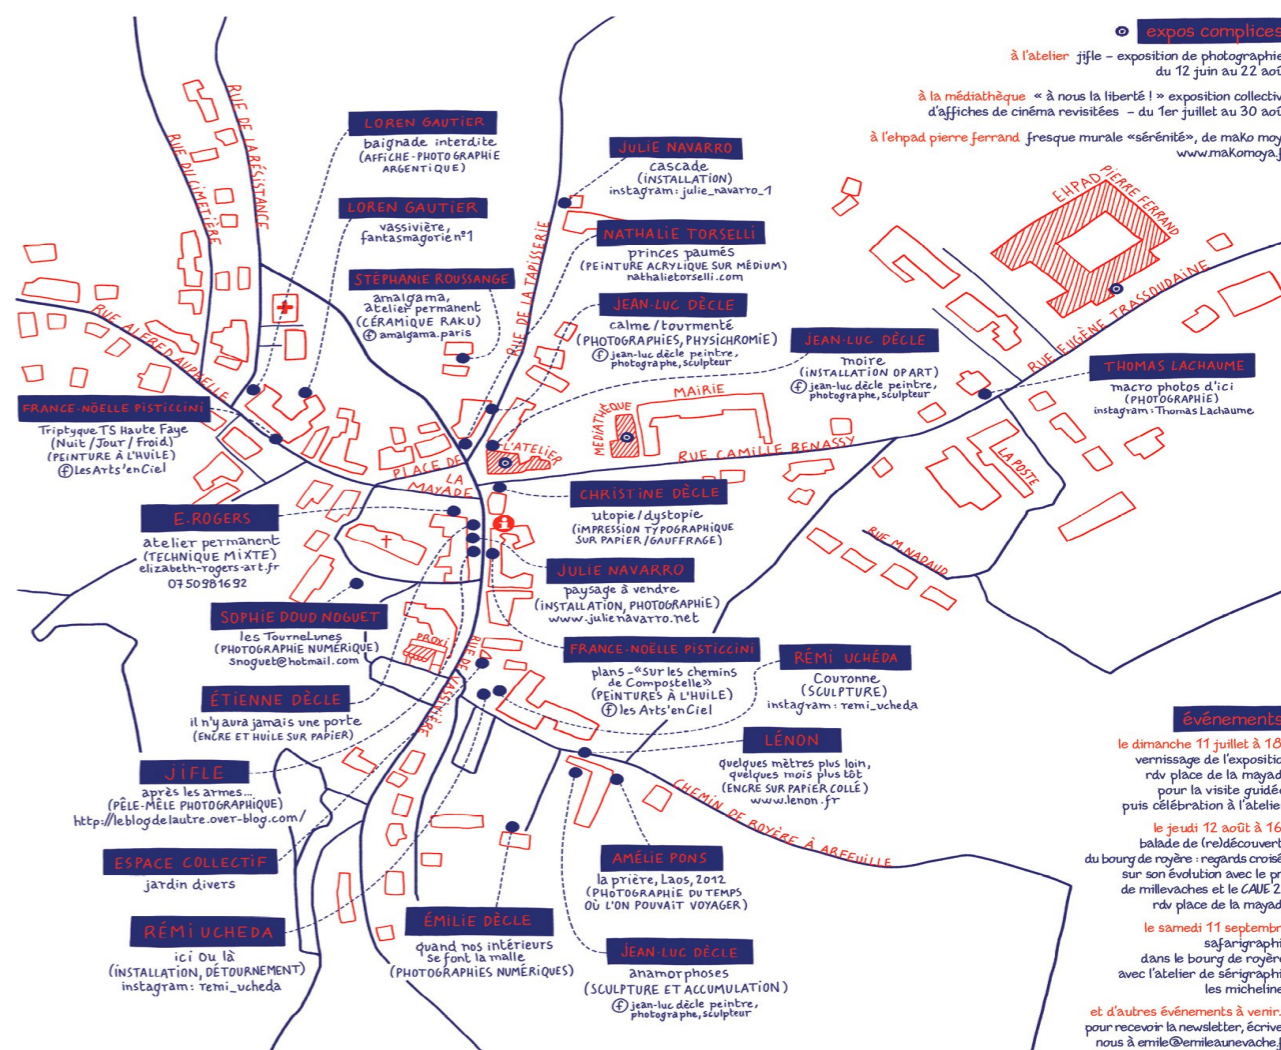 expos complices
à l'atelier jifle – exposition de photographie
du 12 juin au 22 aoû
à la médiathèque « à nous la liberté ! » exposition collectiv
d'affiches de cinéma revisitées – du 1er juillet au 30 aoû
à l'ehpad pierre ferrand fresque murale «sérénité», de mako moy
www.makomoya.f
RUE DU CIMETIÈRE
RUE DE LA RÉSISTANCE
LOREN GAUTIER
baignade interdite
(AFFICHE-PHOTOGRAPHIE
ARGENTIQUE)
LOREN GAUTIER
vassivière,
fantasmagorie n°1
STÉPHANIE ROUSSANGE
amalgama,
atelier permanent
(CÉRAMIQUE RAKU)
amalgama.paris
RUE DE LA TAPISSERIE
JULIE NAVARRO
cascade
(INSTALLATION)
instagram: julie_navarro_1
NATHALIE TORSELLI
princes paumés
(PEINTURE ACRYLIQUE SUR MÉDIUM)
nathalietorselli.com
JEAN-LUC DÈCLE
calme/tourmenté
(PHOTOGRAPHIES, PHYSICHROMIE)
jean-luc dècle peintre,
photographe, sculpteur
JEAN-LUC DÈCLE
moire
(INSTALLATION OP ART)
jean-luc dècle peintre,
photographe, sculpteur
EHPAD PIERRE FERRAND
RUE EUGÈNE TRASSOUDAINE
THOMAS LACHAUME
macro photos d'ici
(PHOTOGRAPHIE)
instagram: Thomas Lachaume
RUE ALFRED AUPHELLE
FRANCE-NÖELLE PISTICCINI
Triptyque TS Haute Faye
(Nuit/Jour/Froid)
(PEINTURE À L'HUILE)
lesArts'enCiel
PLACE DE
LA
MAYADE
L'ATELIER
MÉDIATHÈQUE
MAIRIE
RUE CAMILLE BENASSY
LA POSTE
RUE M. NADAUD
CHRISTINE DÈCLE
utopie/dystopie
(IMPRESSION TYPOGRAPHIQUE
SUR PAPIER/GAUFFRAGE)
E.ROGERS
atelier permanent
(TECHNIQUE MIXTE)
elizabeth-rogers-art.fr
0750981692
JULIE NAVARRO
paysage à vendre
(INSTALLATION, PHOTOGRAPHIE)
www.julienavarro.net
SOPHIE DOUD NOGUET
les TourneLunes
(PHOTOGRAPHIE NUMÉRIQUE)
snoguet@hotmail.com
PROXI
RUE DE VASSIVIÈRE
FRANCE-NOËLLE PISTICCINI
plans-«sur les chemins
de Compostelle»
(PEINTURES À L'HUILE)
les Arts'enCiel
RÉMI UCHÉDA
Couronne
(SCULPTURE)
instagram: remi_ucheda
ÉTIENNE DÈCLE
il n'y aura jamais une porte
(ENCRE ET HUILE SUR PAPIER)
LÉNON
quelques mètres plus loin,
quelques mois plus tôt
(ENCRE SUR PAPIER COLLÉ)
www.lenon.fr
JIFLE
après les armes...
(PÊLE-MÊLE PHOTOGRAPHIQUE)
http://leblogdelautre.over-blog.com/
CHEMIN DE ROYÈRE À ARFEUILLE
ESPACE COLLECTIF
jardin divers
AMÉLIE PONS
la prière, Laos, 2012
(PHOTOGRAPHIE DU TEMPS
OÙ L'ON POUVAIT VOYAGER)
RÉMI UCHEDA
ici Ou là
(INSTALLATION, DÉTOURNEMENT)
instagram: remi_ucheda
ÉMILIE DÈCLE
quand nos intérieurs
se font la malle
(PHOTOGRAPHIES NUMÉRIQUES)
JEAN-LUC DÈCLE
anamorphoses
(SCULPTURE ET ACCUMULATION)
jean-luc dècle peintre,
photographe, sculpteur
événements
le dimanche 11 juillet à 18
vernissage de l'expositio
rdv place de la mayad
pour la visite guidé
puis célébration à l'atelie
le jeudi 12 août à 16
balade de (re)découvert
du bourg de royère : regards croisé
sur son évolution avec le pn
de millevaches et le CAUE 2
rdv place de la mayad
le samedi 11 septembr
safarigraphi
dans le bourg de royère
avec l'atelier de sérigraphi
les micheline
et d'autres événements à venir.
pour recevoir la newsletter, écrive
nous à emile@emileaunevache.f